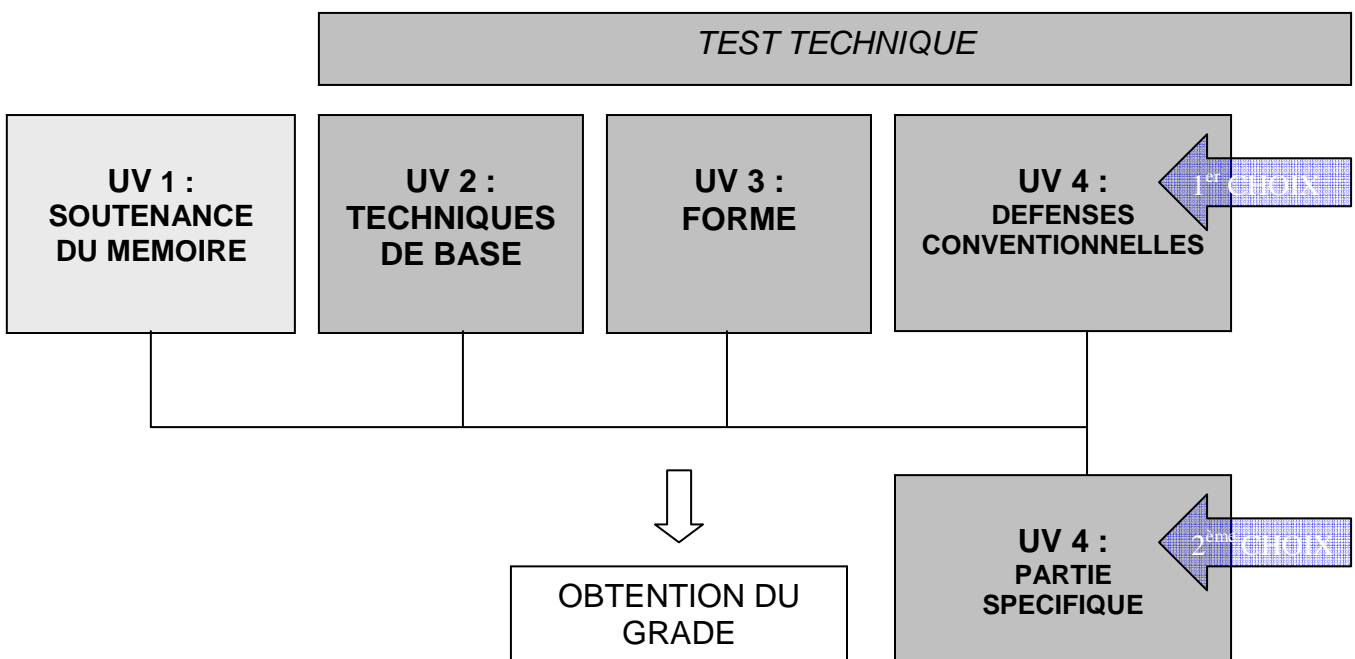 TEST TECHNIQUE
UV 1 :
SOUTENANCE
DU MEMOIRE
UV 2 :
TECHNIQUES
DE BASE
UV 3 :
FORME
UV 4 :
DEFENSES
CONVENTIONNELLES
1er CHOIX
UV 4 :
PARTIE
SPECIFIQUE
2ème CHOIX
OBTENTION DU
GRADE